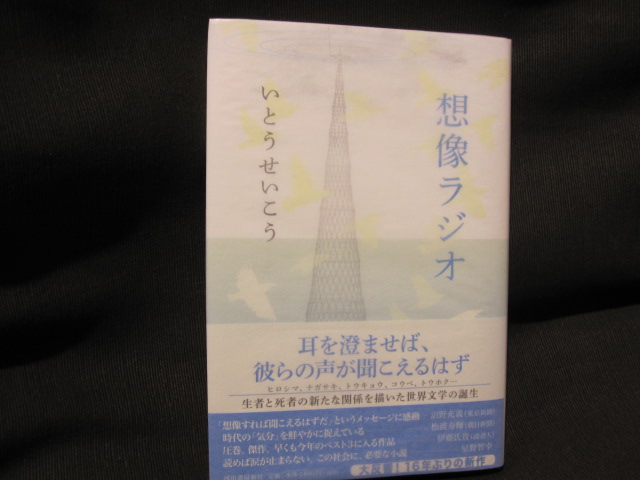 想像ラジオ
いとうせいこう
耳を澄ませば、
彼らの声が聞こえるはず
ヒロシマ、ナガサキ、トウキョウ、コウベ、トウホク…
生者と死者の新たな関係を描いた世界文学の誕生
「想像すれば聞こえるはずだ」というメッセージに感動 沼野充義
時代の「気分」を鮮やかに捉えている
圧巻、傑作、早くも今年のベスト3に入る作品
読めば涙が止まらない。この社会に、必要な小説 星野智幸
大反響！16年ぶりの新作